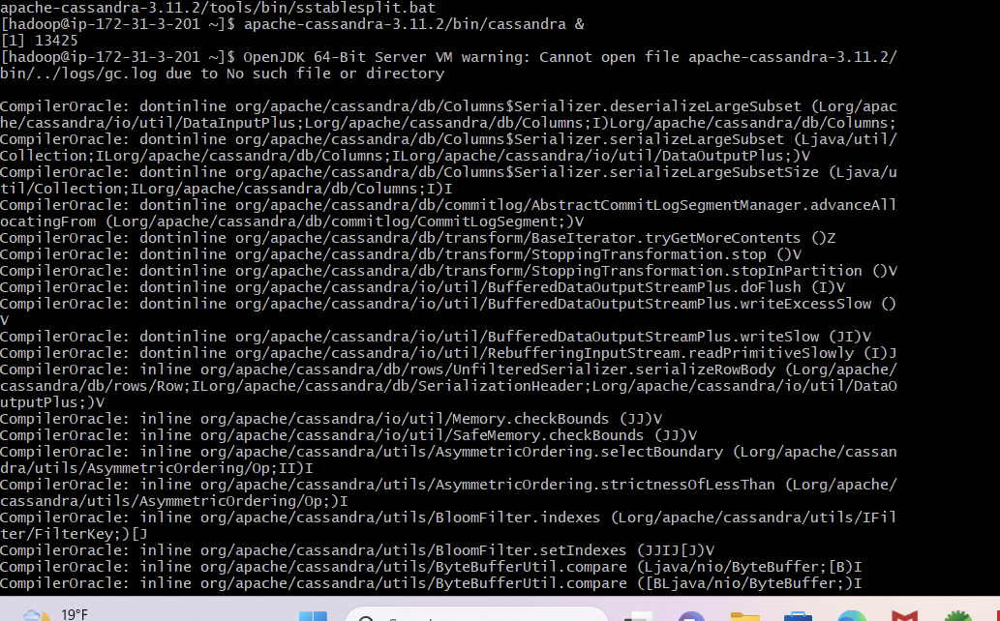 apache-cassandra-3.11.2/tools/bin/sstablesplit.bat
[hadoop@ip-172-31-3-201 ~]$ apache-cassandra-3.11.2/bin/cassandra &
[1] 13425
[hadoop@ip-172-31-3-201 ~]$ OpenJDK 64-Bit Server VM warning: Cannot open file apache-cassandra-3.11.2/
bin/../logs/gc.log due to No such file or directory
CompilerOracle: dontinline org/apache/cassandra/db/Columns$Serializer.deserializeLargeSubset (Lorg/apac
he/cassandra/io/util/DataInputPlus;Lorg/apache/cassandra/db/Columns;I)Lorg/apache/cassandra/db/Columns;
CompilerOracle: dontinline org/apache/cassandra/db/Columns$Serializer.serializeLargeSubset (Ljava/util/
Collection;ILorg/apache/cassandra/db/Columns;ILorg/apache/cassandra/io/util/DataOutputPlus;)V
CompilerOracle: dontinline org/apache/cassandra/db/Columns$Serializer.serializeLargeSubsetSize (Ljava/u
til/Collection;ILorg/apache/cassandra/db/Columns;I)I
CompilerOracle: dontinline org/apache/cassandra/db/commitlog/AbstractCommitLogSegmentManager.advanceAll
ocatingFrom (Lorg/apache/cassandra/db/commitlog/CommitLogSegment;)V
CompilerOracle: dontinline org/apache/cassandra/db/transform/BaseIterator.tryGetMoreContents ()Z
CompilerOracle: dontinline org/apache/cassandra/db/transform/StoppingTransformation.stop ()V
CompilerOracle: dontinline org/apache/cassandra/db/transform/StoppingTransformation.stopInPartition ()V
CompilerOracle: dontinline org/apache/cassandra/io/util/BufferedDataOutputStreamPlus.doFlush (I)V
CompilerOracle: dontinline org/apache/cassandra/io/util/BufferedDataOutputStreamPlus.writeExcessSlow ()
V
CompilerOracle: dontinline org/apache/cassandra/io/util/BufferedDataOutputStreamPlus.writeSlow (JI)V
CompilerOracle: dontinline org/apache/cassandra/io/util/RebufferingInputStream.readPrimitiveSlowly (I)J
CompilerOracle: inline org/apache/cassandra/db/rows/UnfilteredSerializer.serializeRowBody (Lorg/apache/
cassandra/db/rows/Row;ILorg/apache/cassandra/db/SerializationHeader;Lorg/apache/cassandra/io/util/DataO
utputPlus;)V
CompilerOracle: inline org/apache/cassandra/io/util/Memory.checkBounds (JJ)V
CompilerOracle: inline org/apache/cassandra/io/util/SafeMemory.checkBounds (JJ)V
CompilerOracle: inline org/apache/cassandra/utils/AsymmetricOrdering.selectBoundary (Lorg/apache/cassan
dra/utils/AsymmetricOrdering/Op;II)I
CompilerOracle: inline org/apache/cassandra/utils/AsymmetricOrdering.strictnessOfLessThan (Lorg/apache/
cassandra/utils/AsymmetricOrdering/Op;)I
CompilerOracle: inline org/apache/cassandra/utils/BloomFilter.indexes (Lorg/apache/cassandra/utils/IFil
ter/FilterKey;)[J
CompilerOracle: inline org/apache/cassandra/utils/BloomFilter.setIndexes (JJIJ[J)V
CompilerOracle: inline org/apache/cassandra/utils/ByteBufferUtil.compare (Ljava/nio/ByteBuffer;[B)I
CompilerOracle: inline org/apache/cassandra/utils/ByteBufferUtil.compare ([BLjava/nio/ByteBuffer;)I
19°F